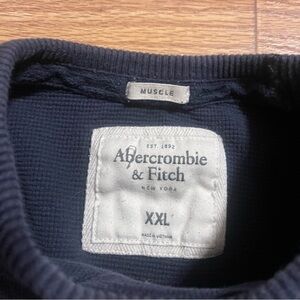 MUSCLE
EST. 1892
Abercrombie
& Fitch
NEW YORK
XXL
MADE IN VIETNAM